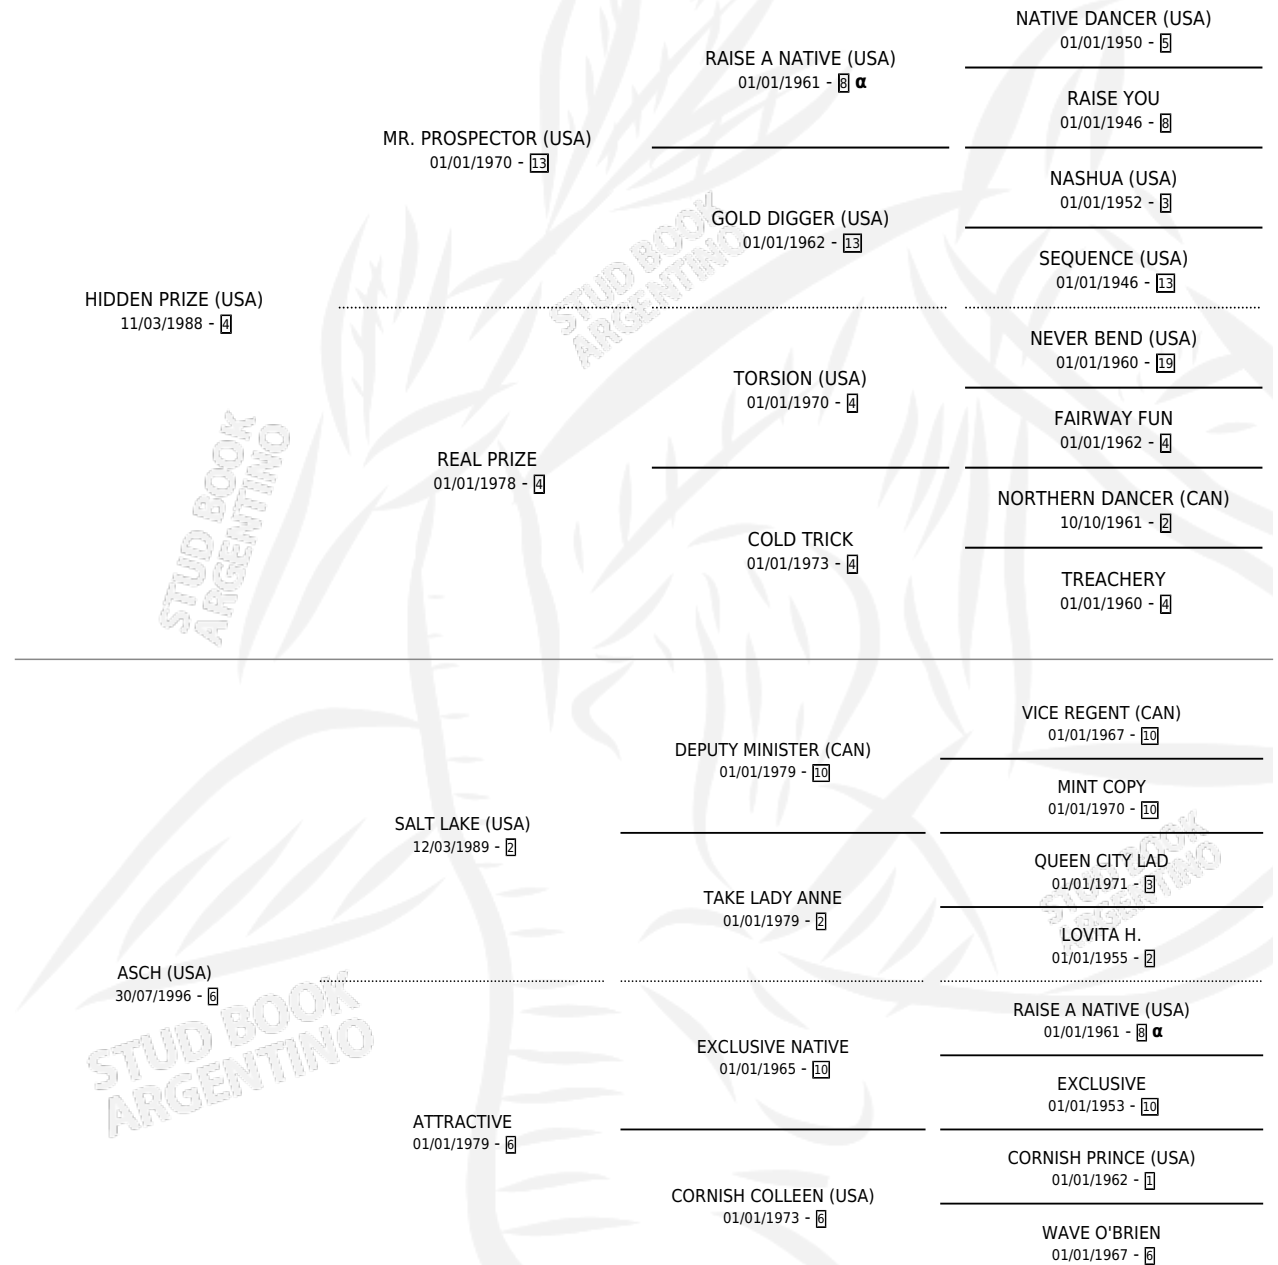 NATIVE DANCER (USA)
01/01/1950 - 5
RAISE A NATIVE (USA)
01/01/1961 - 8 α
RAISE YOU
01/01/1946 - 8
MR. PROSPECTOR (USA)
01/01/1970 - 13
NASHUA (USA)
01/01/1952 - 3
GOLD DIGGER (USA)
01/01/1962 - 13
SEQUENCE (USA)
01/01/1946 - 13
HIDDEN PRIZE (USA)
11/03/1988 - 4
NEVER BEND (USA)
01/01/1960 - 19
TORSION (USA)
01/01/1970 - 4
FAIRWAY FUN
01/01/1962 - 4
REAL PRIZE
01/01/1978 - 4
NORTHERN DANCER (CAN)
10/10/1961 - 2
COLD TRICK
01/01/1973 - 4
TREACHERY
01/01/1960 - 4
VICE REGENT (CAN)
01/01/1967 - 10
DEPUTY MINISTER (CAN)
01/01/1979 - 10
MINT COPY
01/01/1970 - 10
SALT LAKE (USA)
12/03/1989 - 2
QUEEN CITY LAD
01/01/1971 - 3
TAKE LADY ANNE
01/01/1979 - 2
LOVITA H.
01/01/1955 - 2
ASCH (USA)
30/07/1996 - 6
RAISE A NATIVE (USA)
01/01/1961 - 8 α
EXCLUSIVE NATIVE
01/01/1965 - 10
EXCLUSIVE
01/01/1953 - 10
ATTRACTIVE
01/01/1979 - 6
CORNISH PRINCE (USA)
01/01/1962 - 1
CORNISH COLLEEN (USA)
01/01/1973 - 6
WAVE O'BRIEN
01/01/1967 - 6
STUD BOOK
ARGENTINO
STUD BOOK
ARGENTINO
STUD BOOK
ARGENTINO
STUD BOOK
ARGENTINO